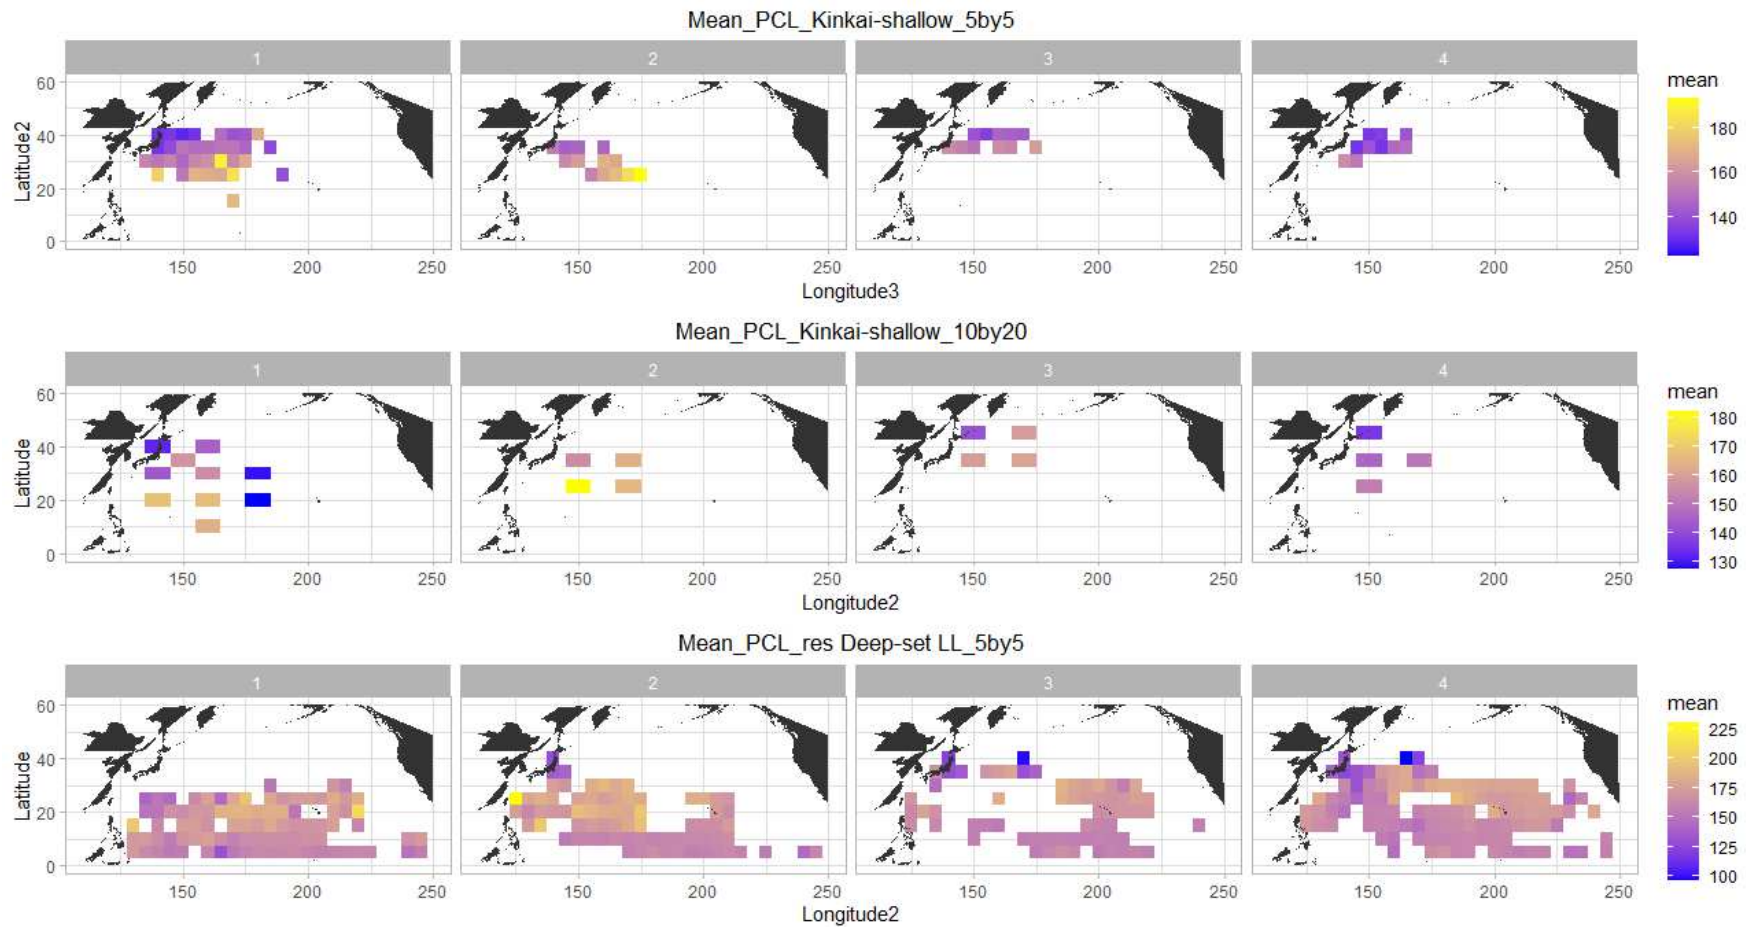 Mean_PCL_Kinkai-shallow_5by5
1 2 3 4
Latitude2
60
40
20
0
150 200 250 150 200 250 150 200 250 150 200 250
Longitude3
mean
180
160
140
Mean_PCL_Kinkai-shallow_10by20
1 2 3 4
Latitude
60
40
20
0
150 200 250 150 200 250 150 200 250 150 200 250
Longitude2
mean
180
170
160
150
140
130
Mean_PCL_res Deep-set LL_5by5
1 2 3 4
Latitude
60
40
20
0
150 200 250 150 200 250 150 200 250 150 200 250
Longitude2
mean
225
200
175
150
125
100